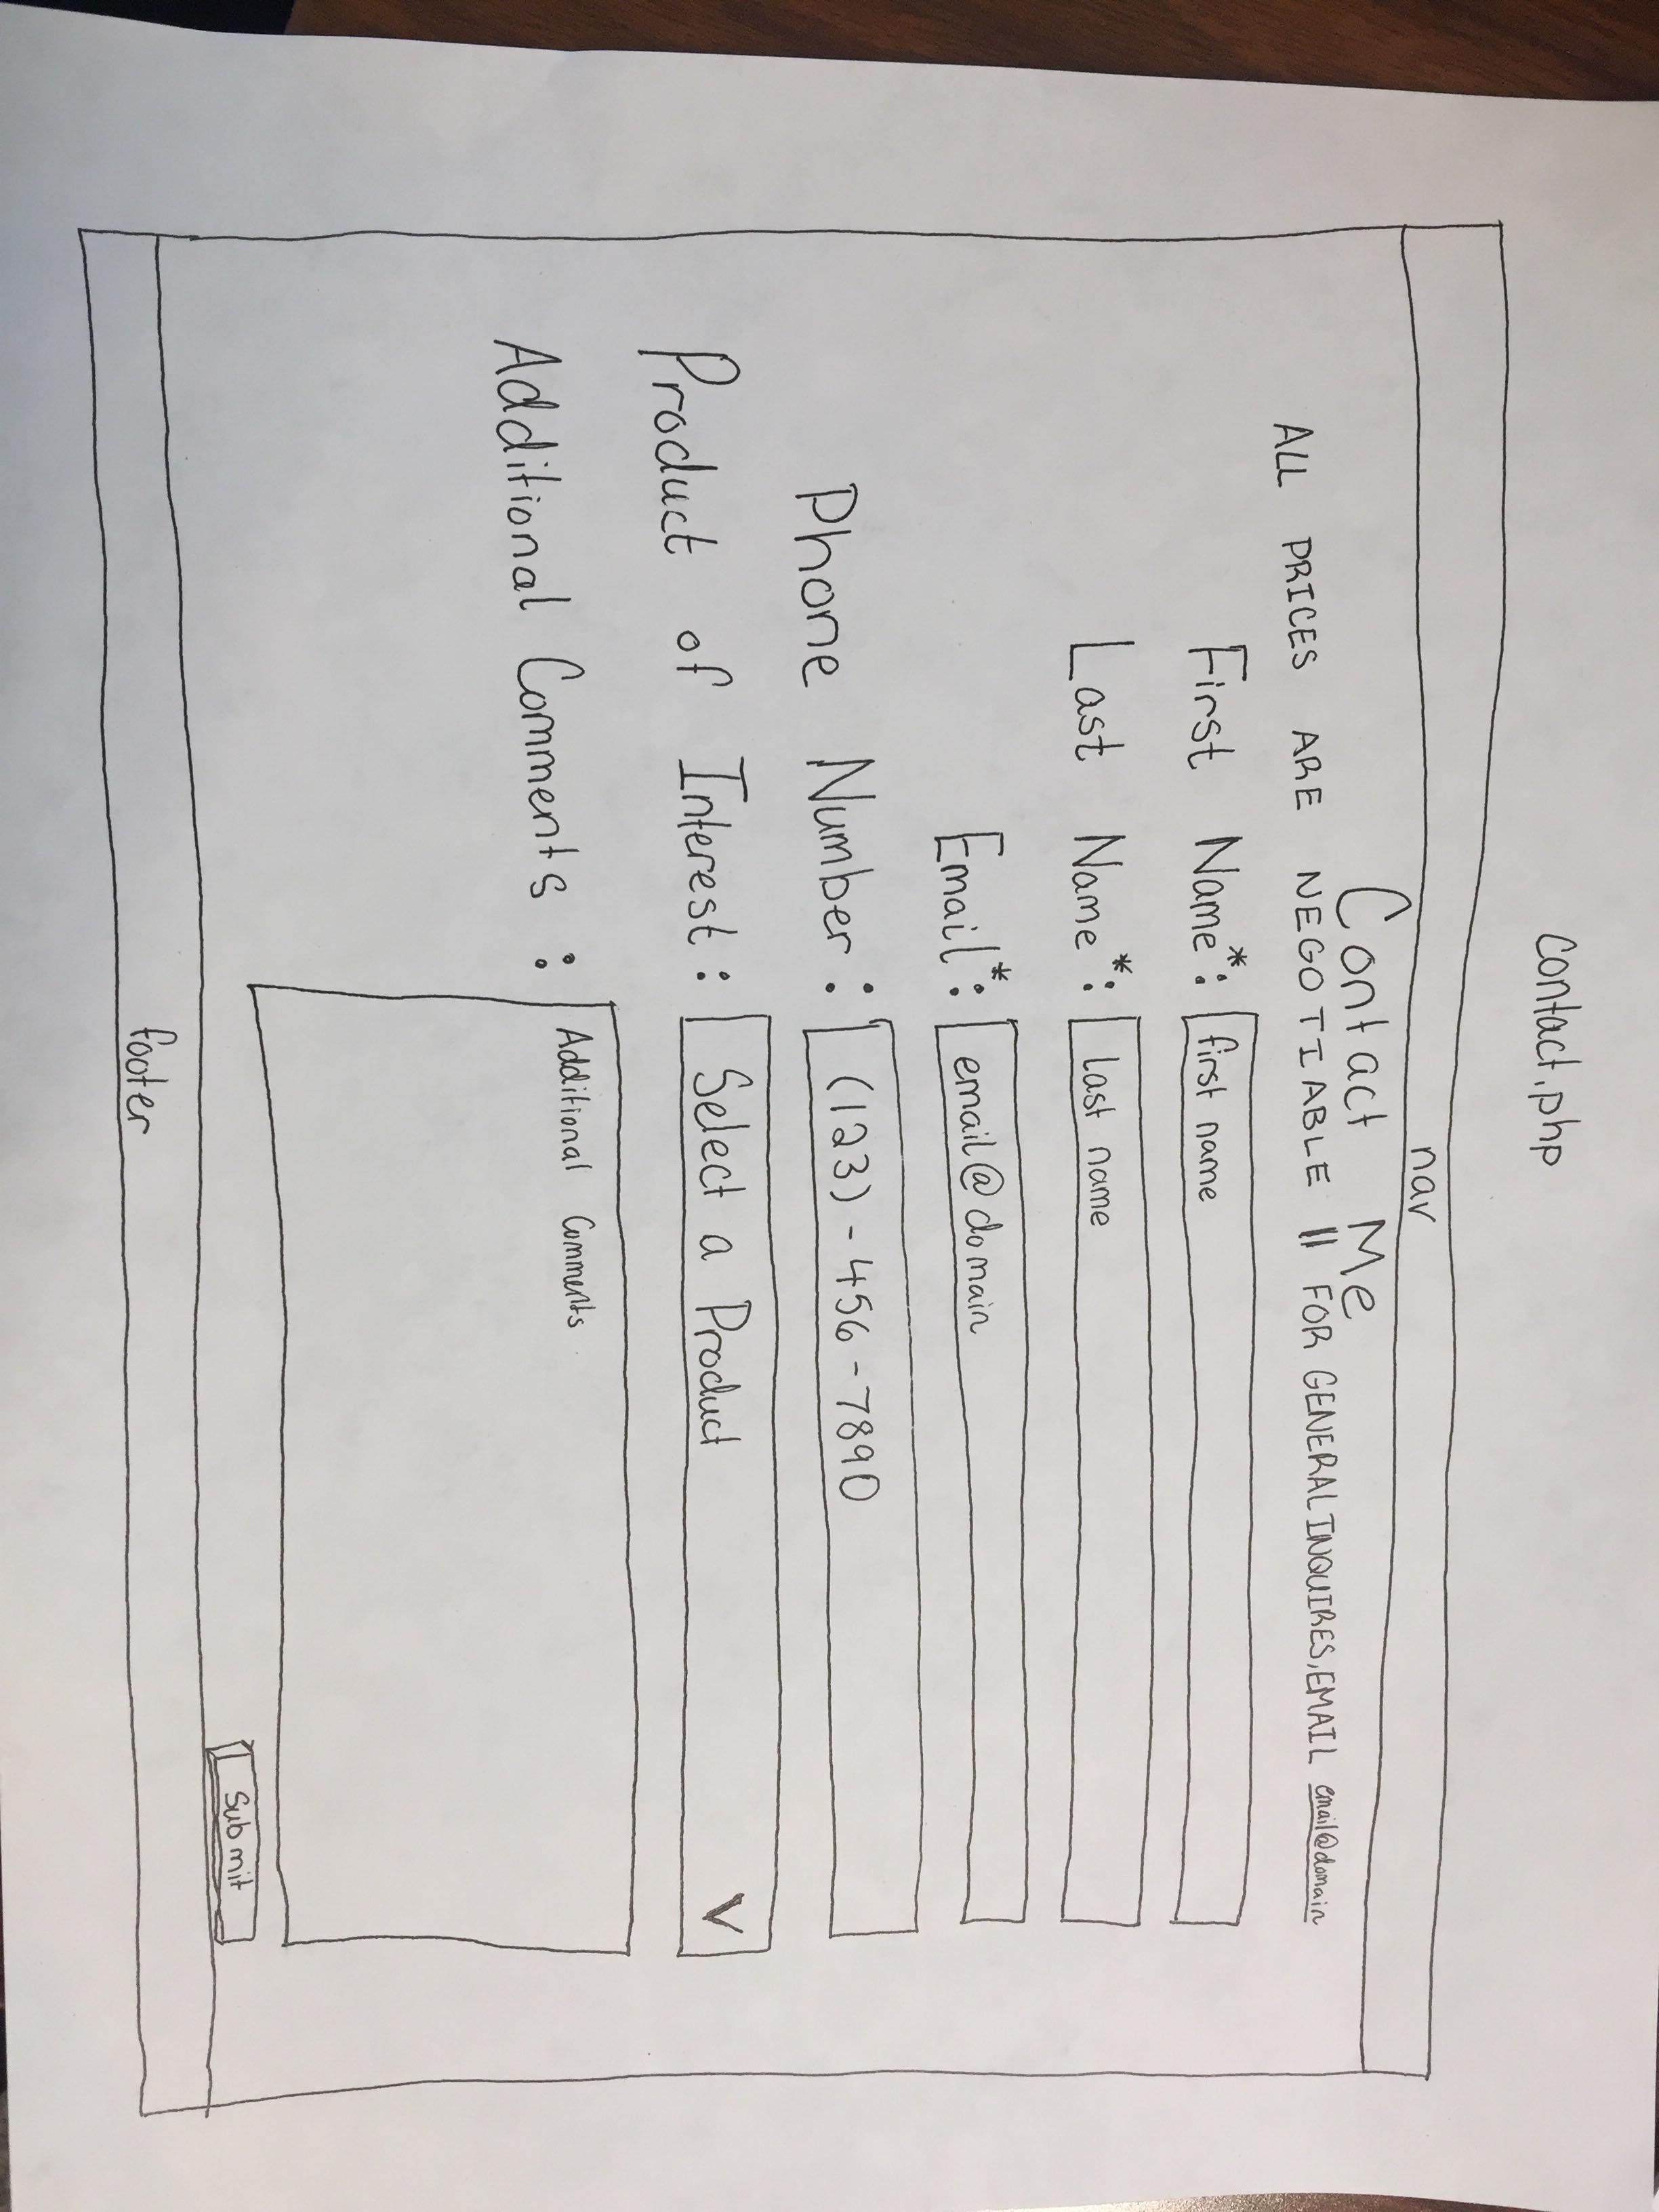 Contact.php
nav
Contact Me
ALL PRICES ARE NEGOTIABLE || FOR GENERAL INQUIRES, EMAIL email@domain
First Name*: first name
Last Name*: last name
Email*: email@domain
Phone Number: (123)-456-7890
Product of Interest: Select a Product V
Additional Comments: Additional Comments
Submit
footer